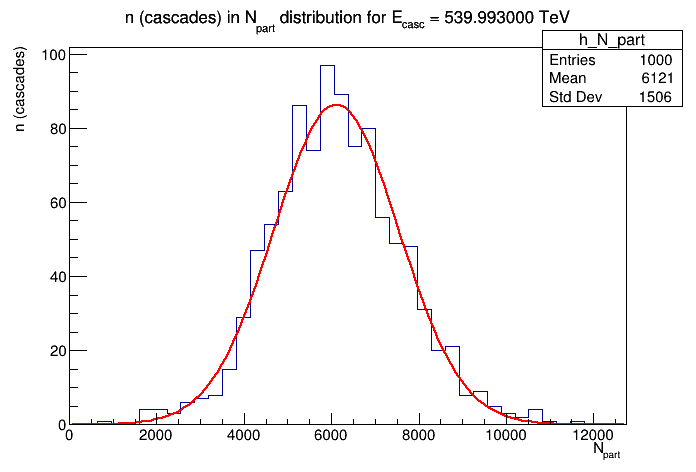 n (cascades) in N_part distribution for E_casc = 539.993000 TeV
h_N_part
Entries 1000
Mean 6121
Std Dev 1506
n (cascades)
100
80
60
40
20
0
0 2000 4000 6000 8000 10000 12000
N_part